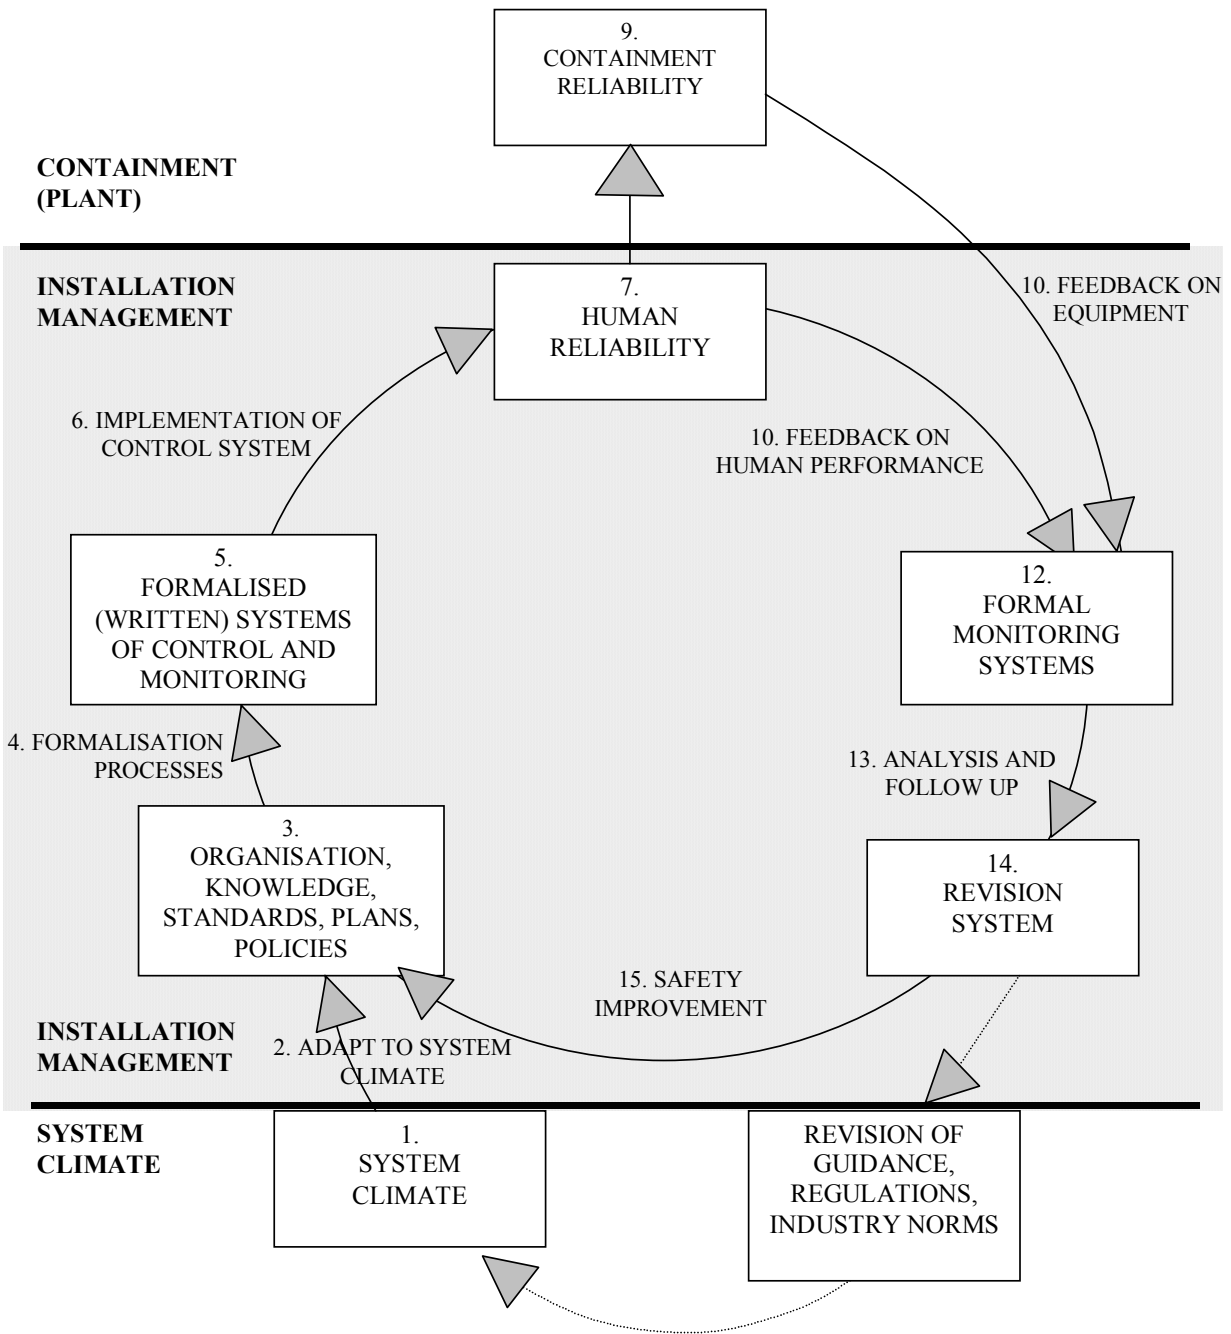 9.
CONTAINMENT
RELIABILITY
CONTAINMENT
(PLANT)
INSTALLATION
MANAGEMENT
7.
HUMAN
RELIABILITY
10. FEEDBACK ON
EQUIPMENT
6. IMPLEMENTATION OF
CONTROL SYSTEM
10. FEEDBACK ON
HUMAN PERFORMANCE
5.
FORMALISED
(WRITTEN) SYSTEMS
OF CONTROL AND
MONITORING
12.
FORMAL
MONITORING
SYSTEMS
4. FORMALISATION
PROCESSES
13. ANALYSIS AND
FOLLOW UP
3.
ORGANISATION,
KNOWLEDGE,
STANDARDS, PLANS,
POLICIES
14.
REVISION
SYSTEM
15. SAFETY
IMPROVEMENT
INSTALLATION
MANAGEMENT
2. ADAPT TO SYSTEM
CLIMATE
SYSTEM
CLIMATE
1.
SYSTEM
CLIMATE
REVISION OF
GUIDANCE,
REGULATIONS,
INDUSTRY NORMS